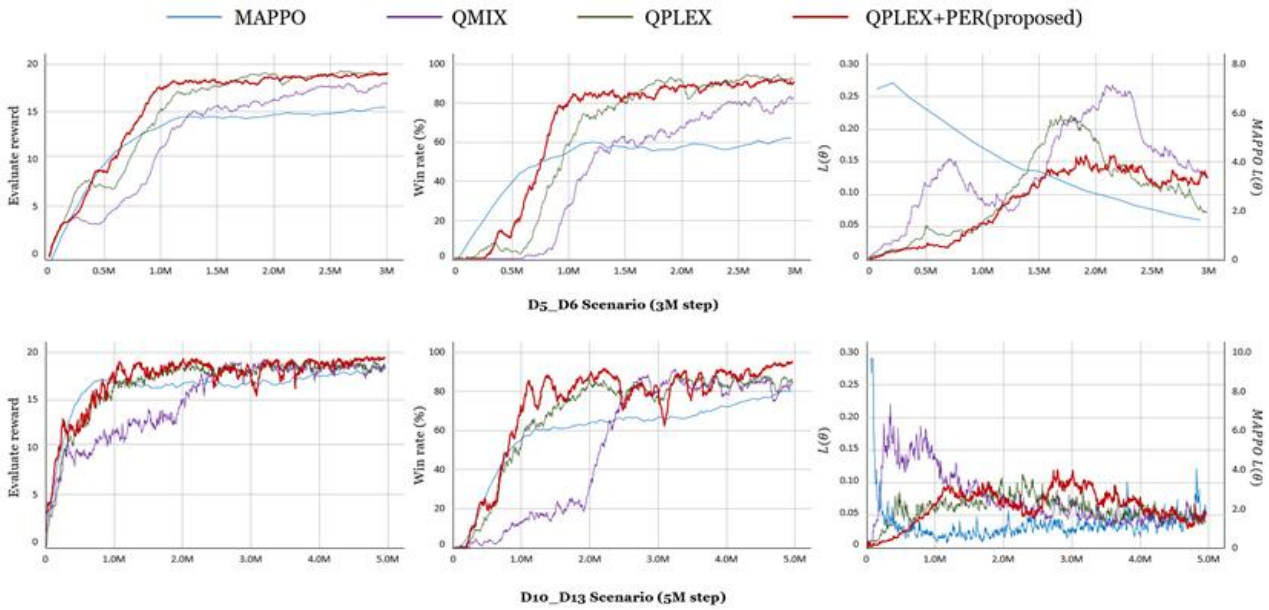 MAPPO QMIX QPLEX QPLEX+PER(proposed)
Evaluate reward
20
15
10
5
0
0 0.5M 1.0M 1.5M 2.0M 2.5M 3M
Win rate (%)
100
80
60
40
20
0
0 0.5M 1.0M 1.5M 2.0M 2.5M 3M
L(θ)
0.30
0.25
0.20
0.15
0.10
0.05
0
0 0.5M 1.0M 1.5M 2.0M 2.5M 3M
8.0
6.0
4.0
2.0
0
MAPPO L(θ)
D5_D6 Scenario (3M step)
Evaluate reward
20
15
10
5
0
0 1.0M 2.0M 3.0M 4.0M 5.0M
Win rate (%)
100
80
60
40
20
0
0 1.0M 2.0M 3.0M 4.0M 5.0M
L(θ)
0.30
0.25
0.20
0.15
0.10
0.05
0
0 1.0M 2.0M 3.0M 4.0M 5.0M
10.0
8.0
6.0
4.0
2.0
0
MAPPO L(θ)
D10_D13 Scenario (5M step)